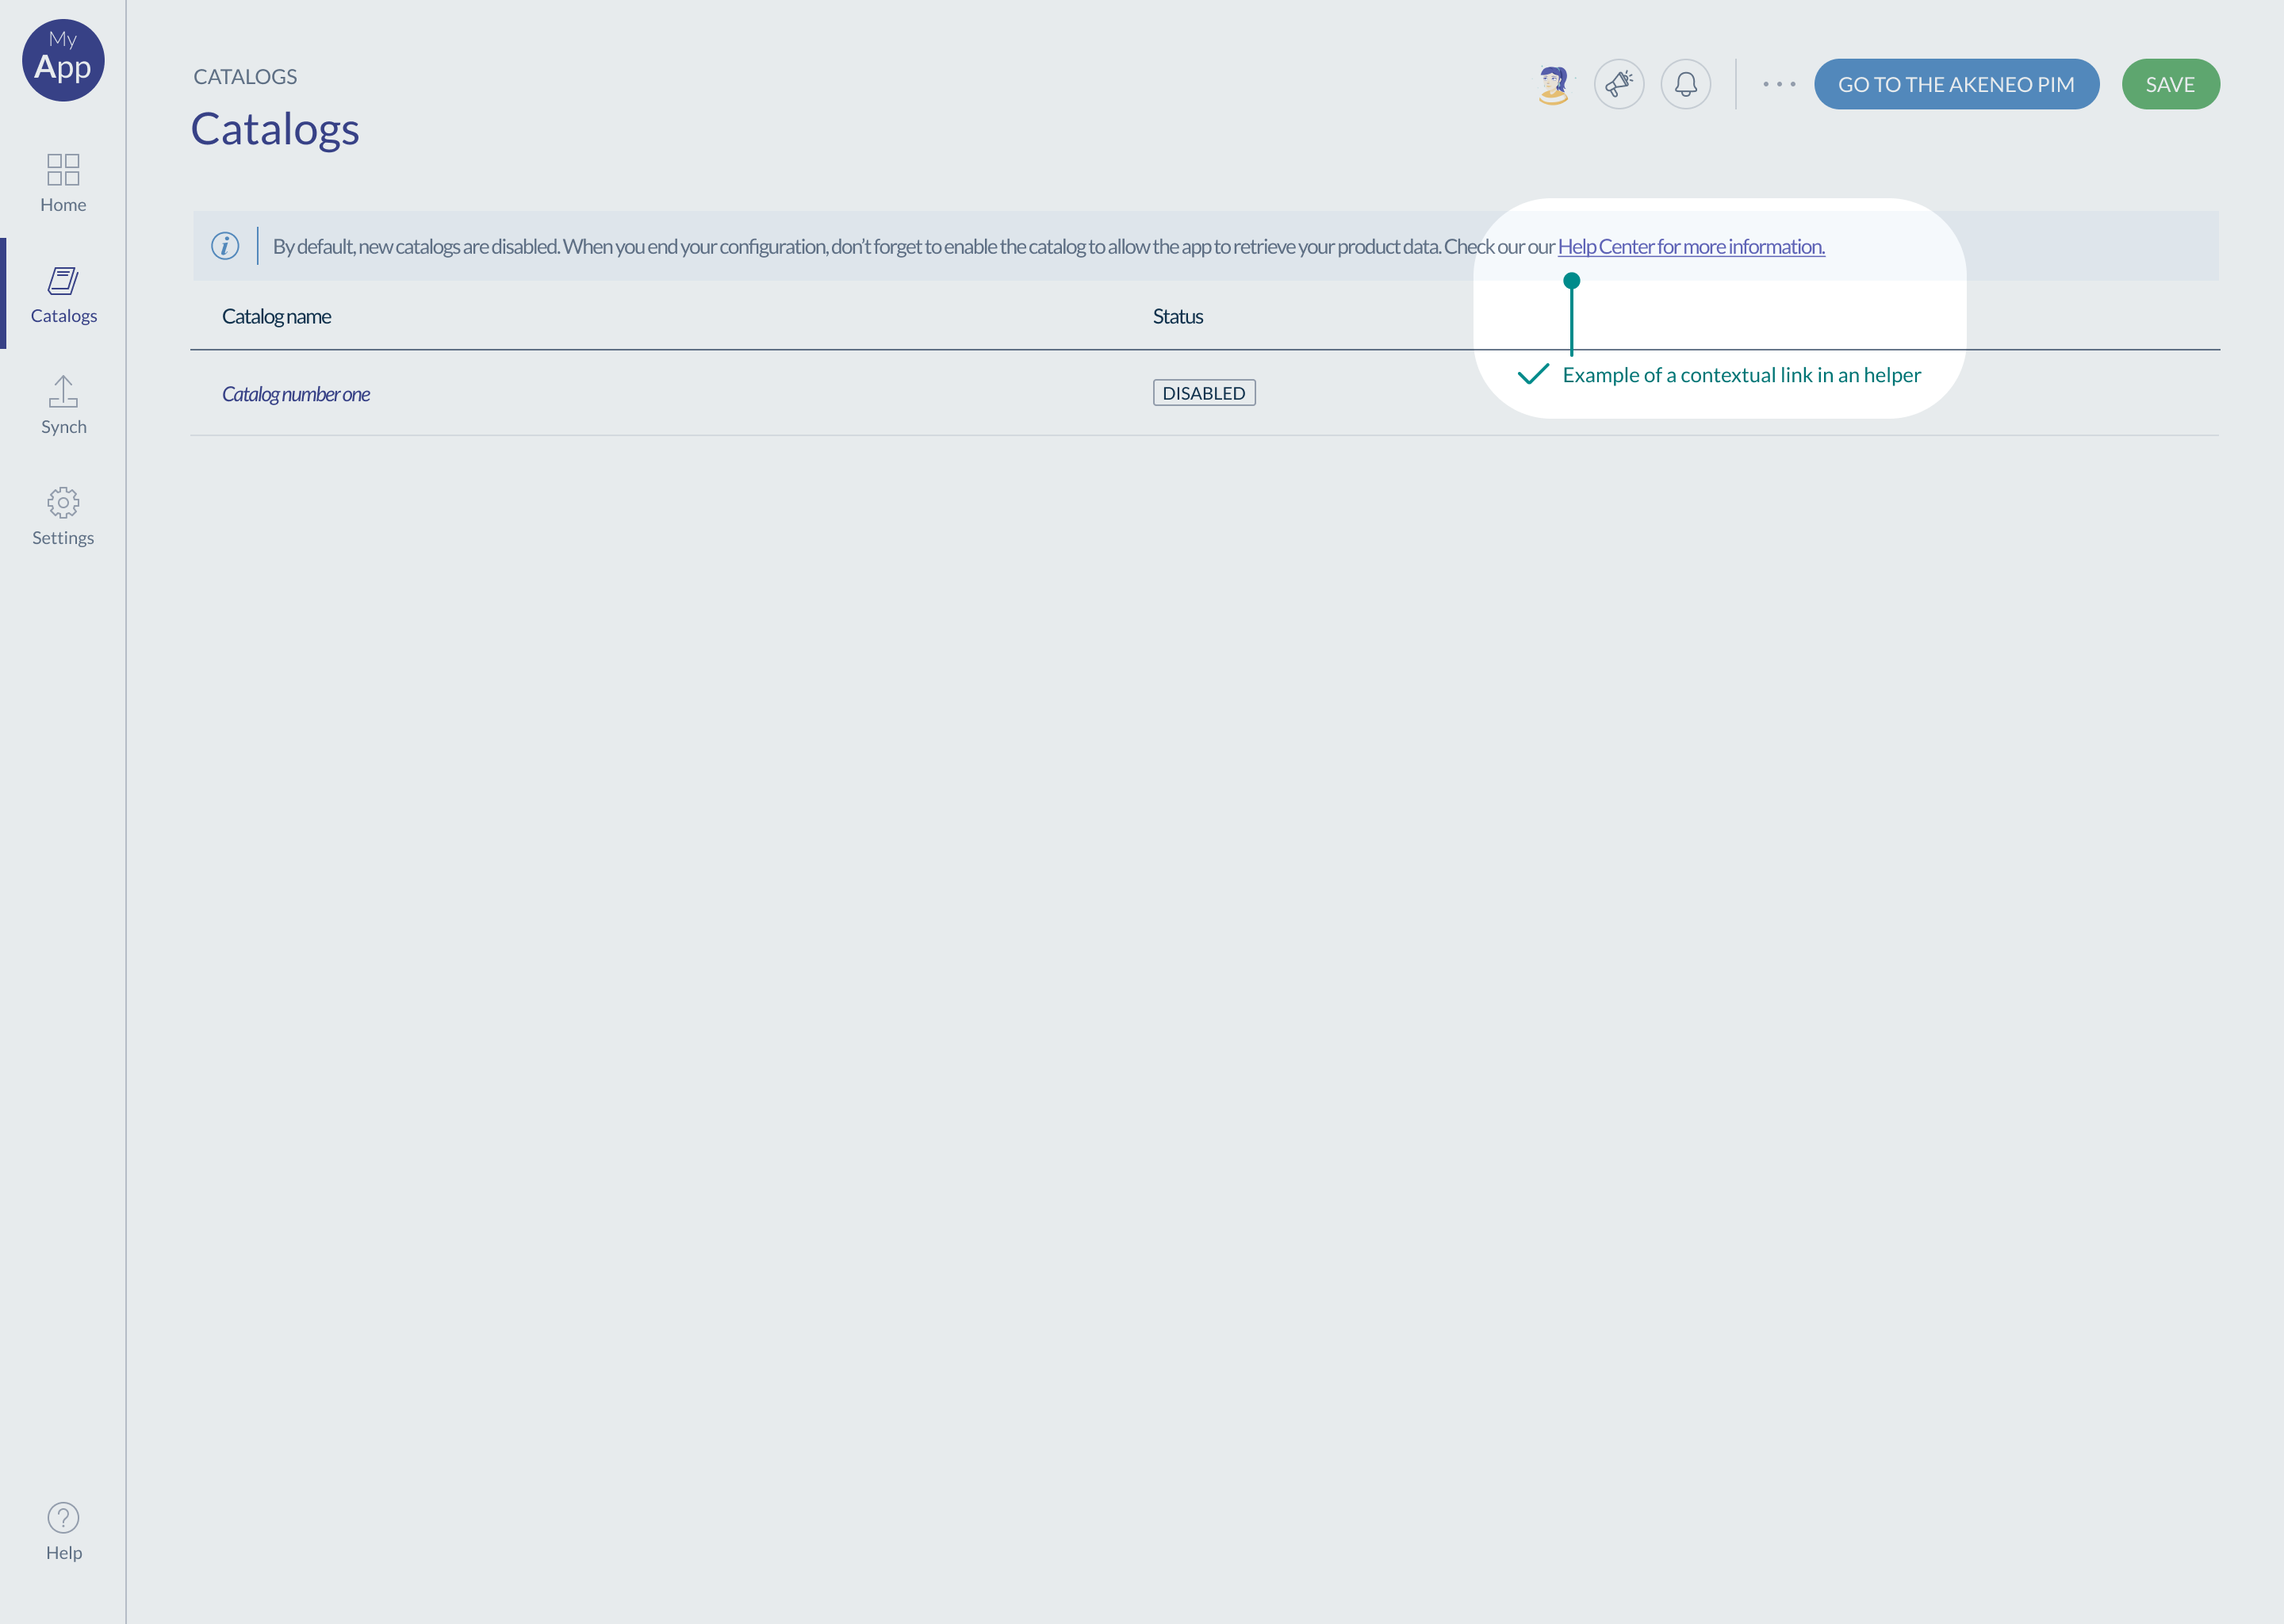 My
App
Home
Catalogs
Synch
Settings
Help
CATALOGS
Catalogs
GO TO THE AKENEO PIM
SAVE
By default, new catalogs are disabled. When you end your configuration, don’t forget to enable the catalog to allow the app to retrieve your product data. Check our our Help Center for more information.
Catalog name
Status
Catalog number one
DISABLED
Example of a contextual link in an helper